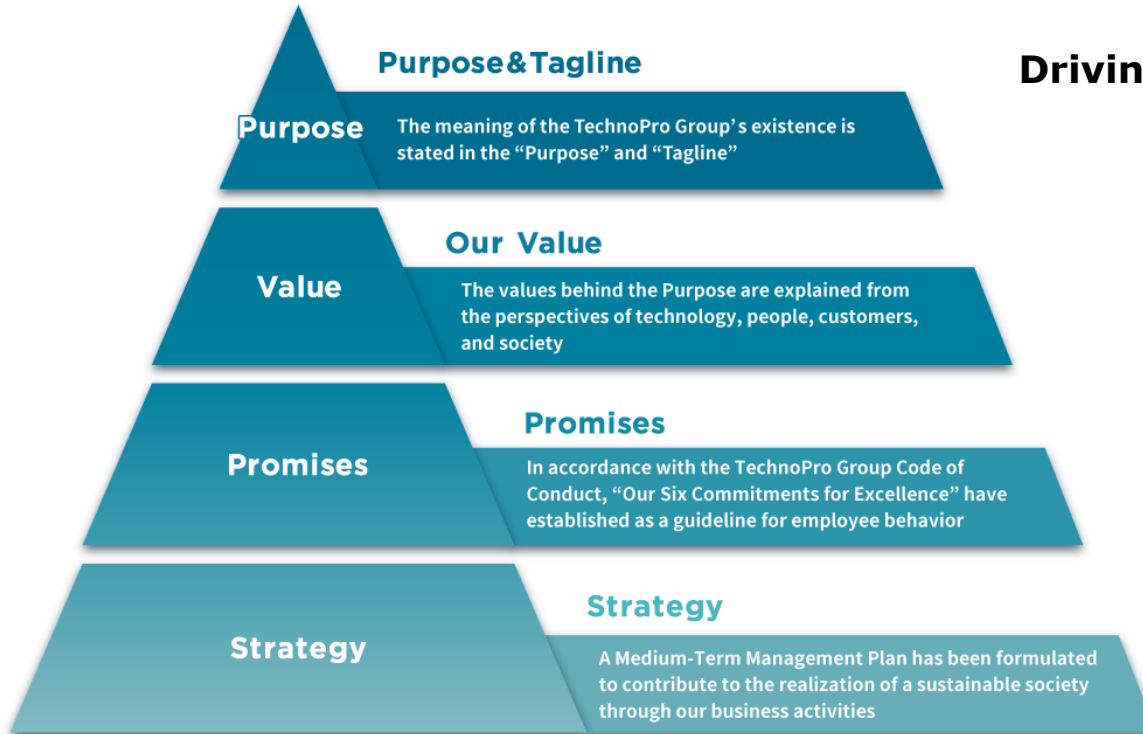 Purpose&Tagline
Drivin
Purpose
The meaning of the TechnoPro Group's existence is
stated in the “Purpose” and “Tagline”
Our Value
Value
The values behind the Purpose are explained from
the perspectives of technology, people, customers,
and society
Promises
Promises
In accordance with the TechnoPro Group Code of
Conduct, “Our Six Commitments for Excellence” have
established as a guideline for employee behavior
Strategy
Strategy
A Medium-Term Management Plan has been formulated
to contribute to the realization of a sustainable society
through our business activities